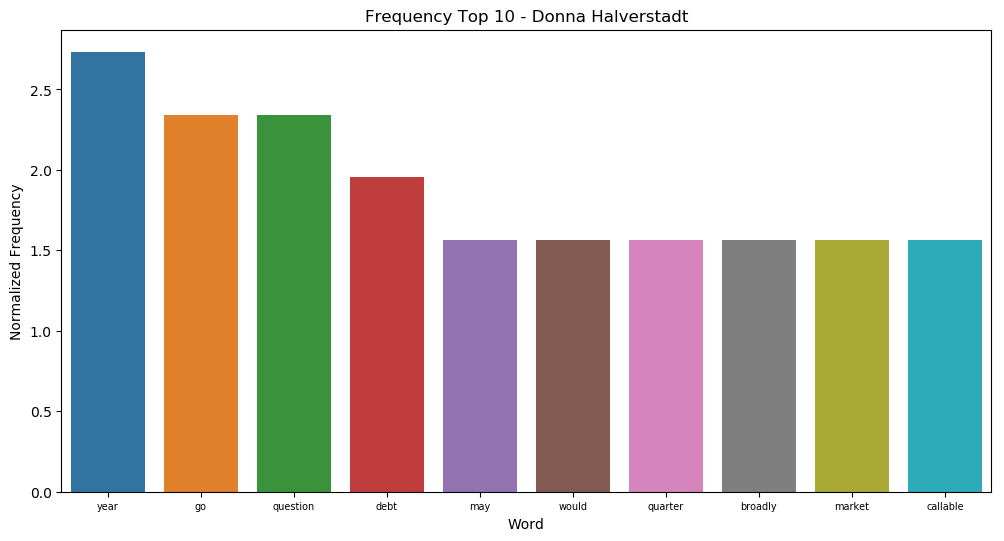 Frequency Top 10 - Donna Halverstadt
Normalized Frequency
2.5
2.0
1.5
1.0
0.5
0.0
year go question debt may would quarter broadly market callable
Word